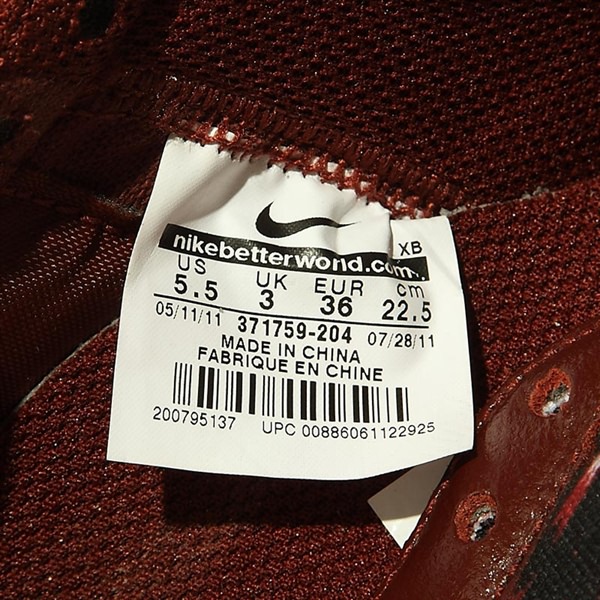 XB
nikebetterworld.com
US UK EUR cm
5.5 3 36 22.5
05/11/11 371759-204 07/28/11
MADE IN CHINA
FABRIQUE EN CHINE
200795137 UPC 00886061122925